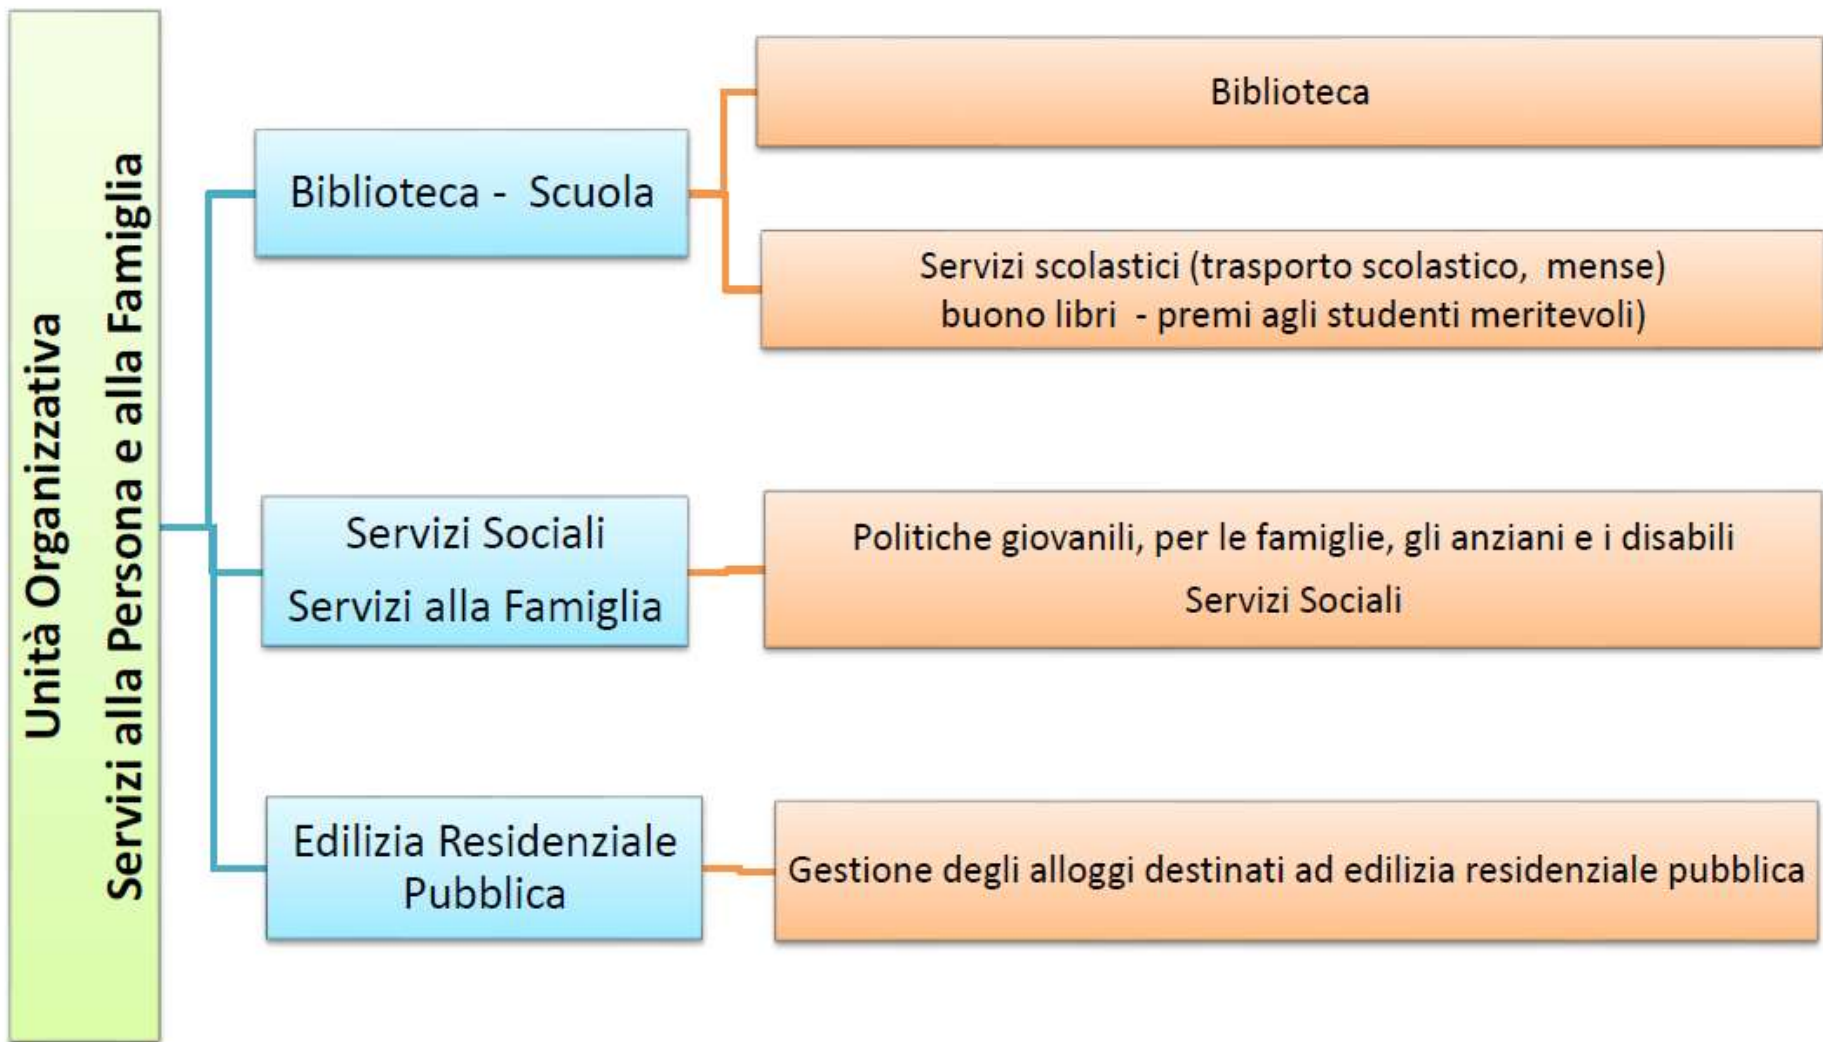 Unità Organizzativa
Servizi alla Persona e alla Famiglia
Biblioteca - Scuola
Biblioteca
Servizi scolastici (trasporto scolastico, mense)
buono libri - premi agli studenti meritevoli)
Servizi Sociali
Servizi alla Famiglia
Politiche giovanili, per le famiglie, gli anziani e i disabili
Servizi Sociali
Edilizia Residenziale
Pubblica
Gestione degli alloggi destinati ad edilizia residenziale pubblica